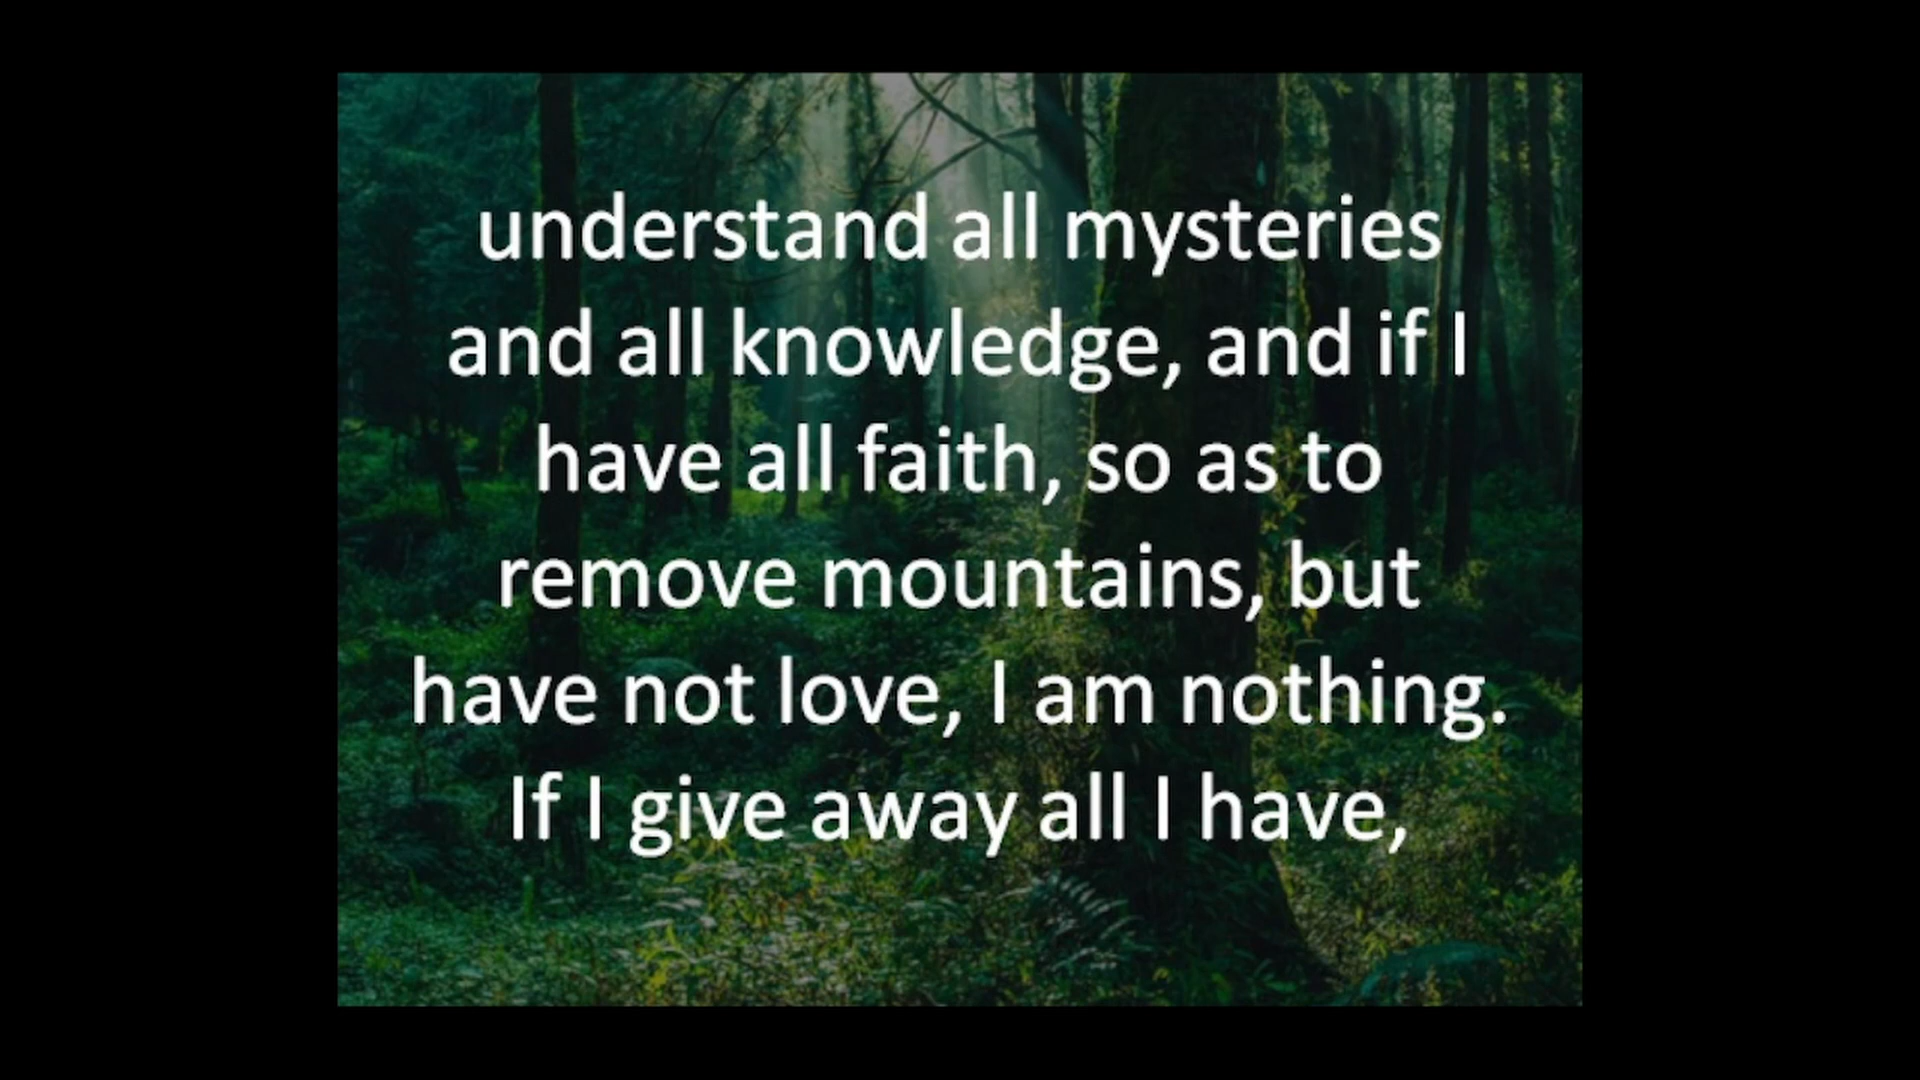 understand all mysteries
and all knowledge, and if I
have all faith, so as to
remove mountains, but
have not love, I am nothing.
If I give away all I have,